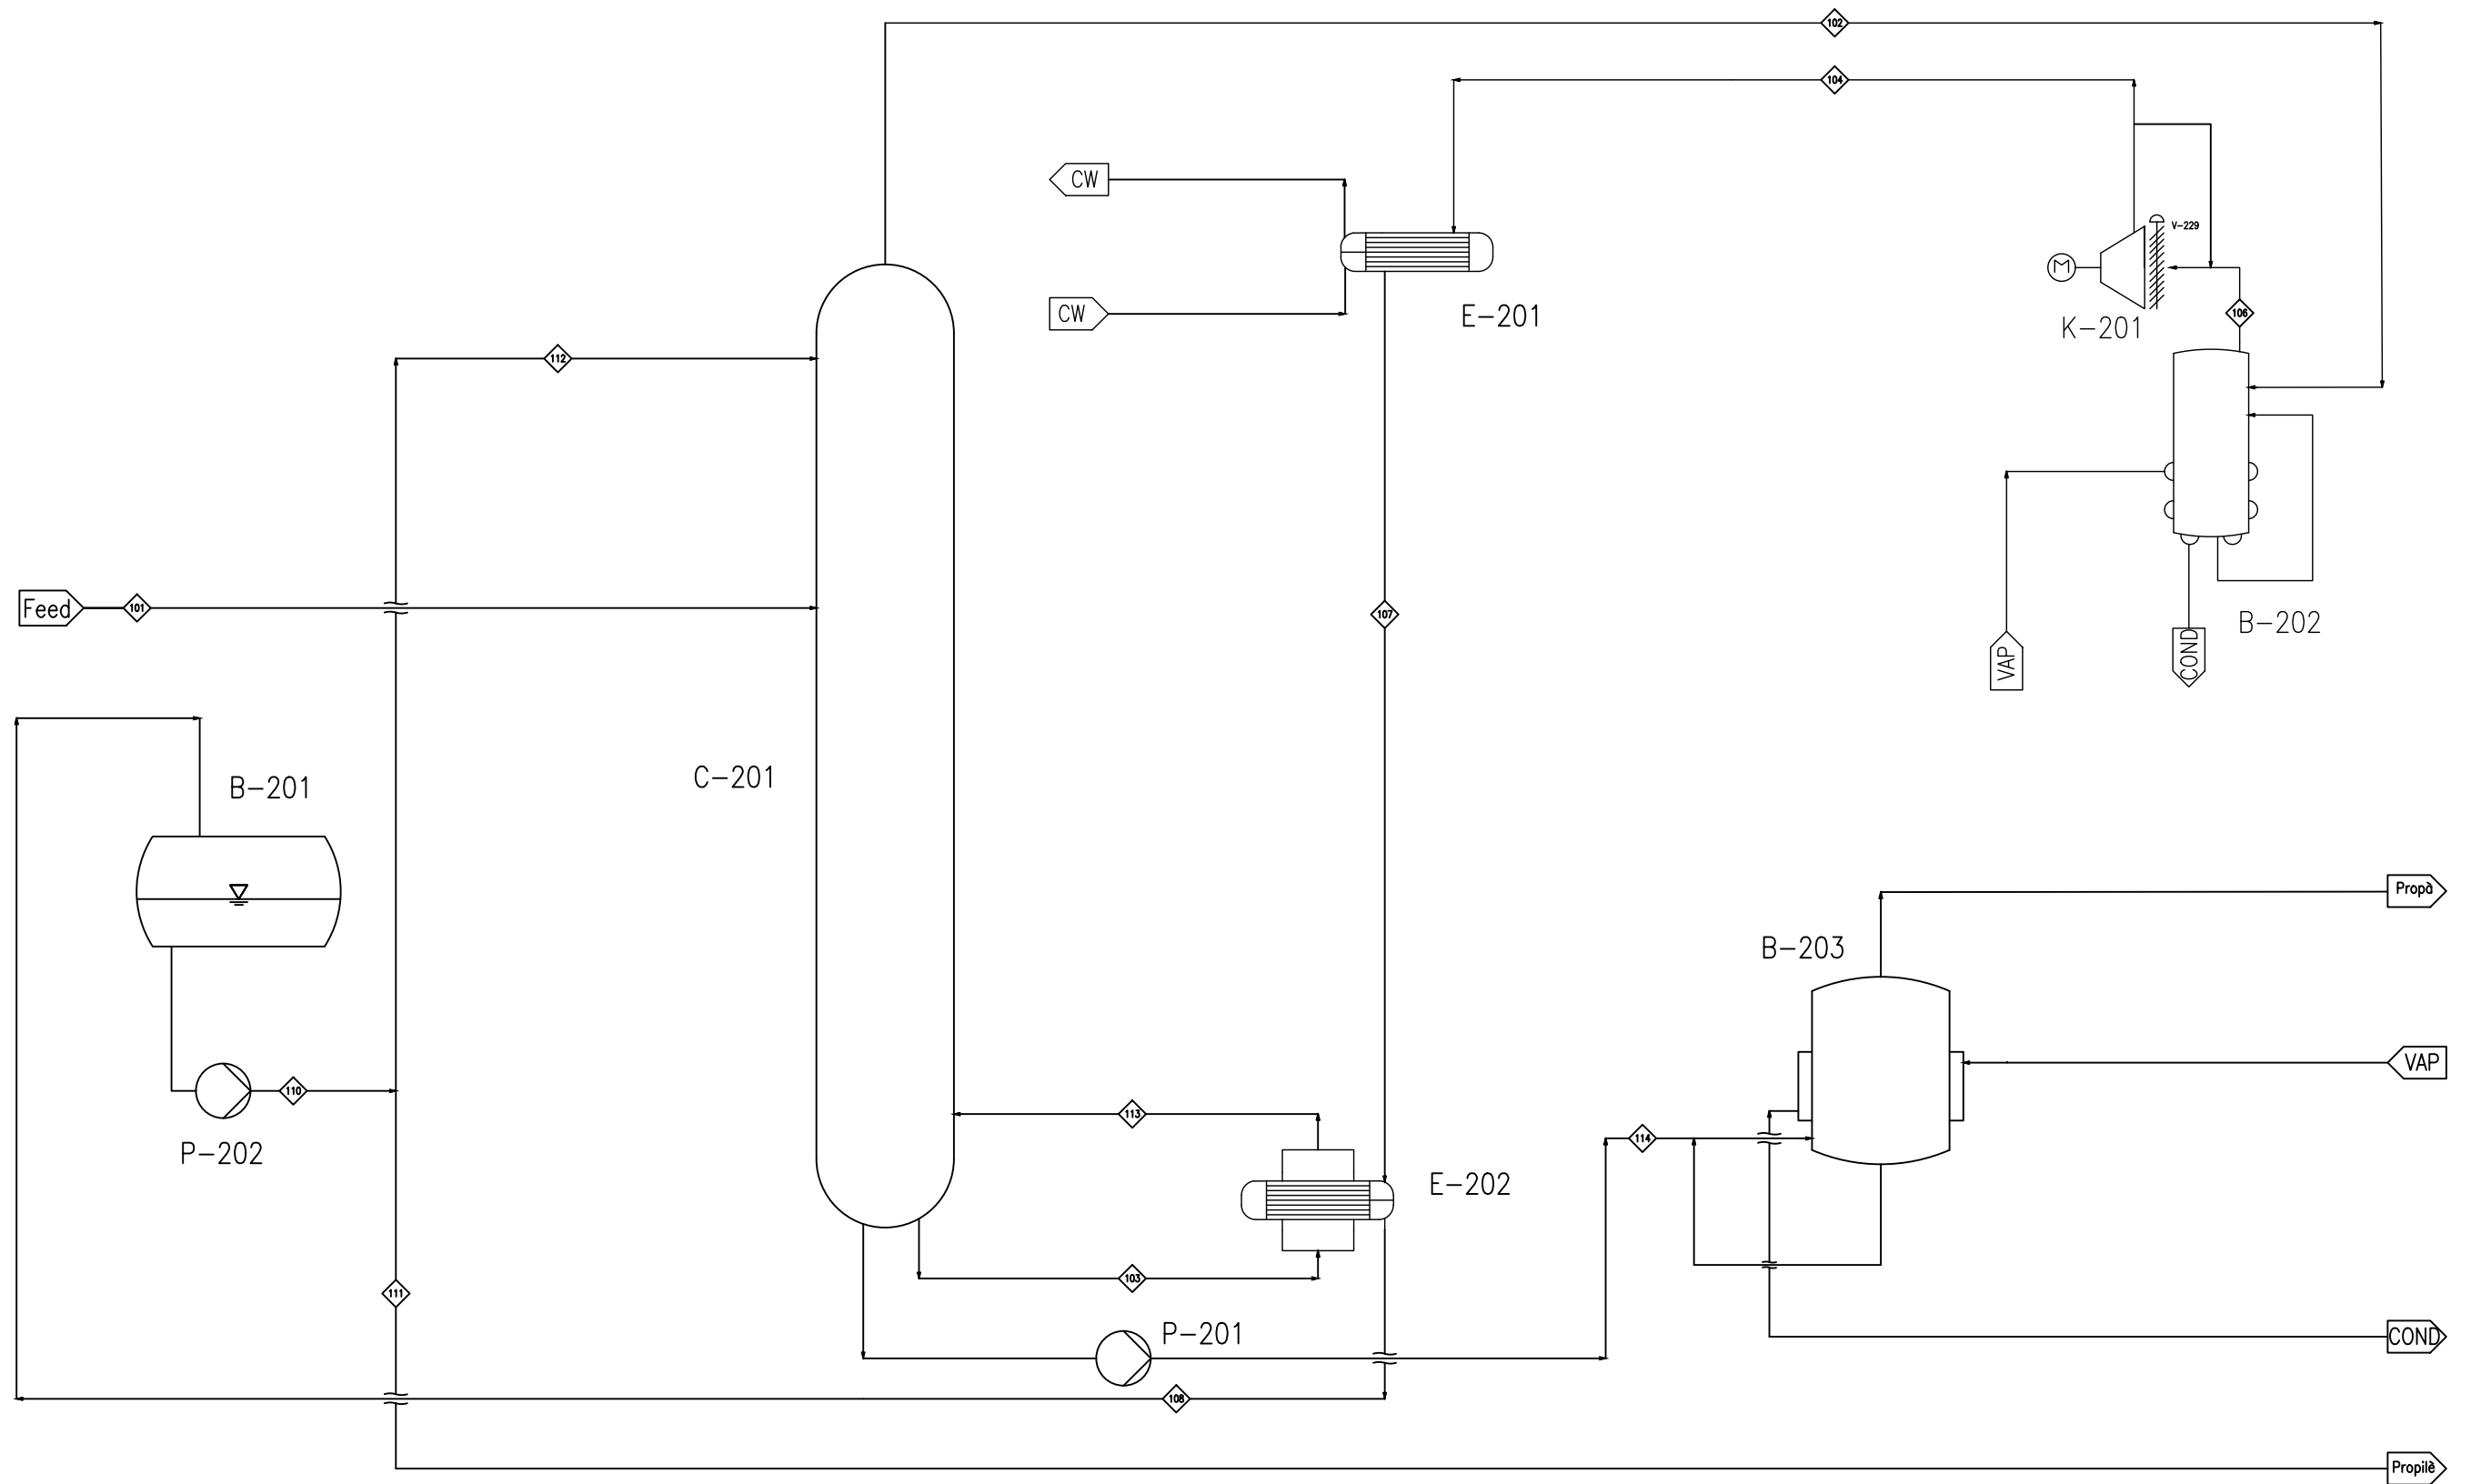 102
104
CW
V-229
M
CW
E-201
K-201
106
112
Feed
101
107
B-202
VAP
COND
B-201
C-201
Propà
B-203
VAP
110
113
114
P-202
E-202
103
111
P-201
COND
108
Propilè